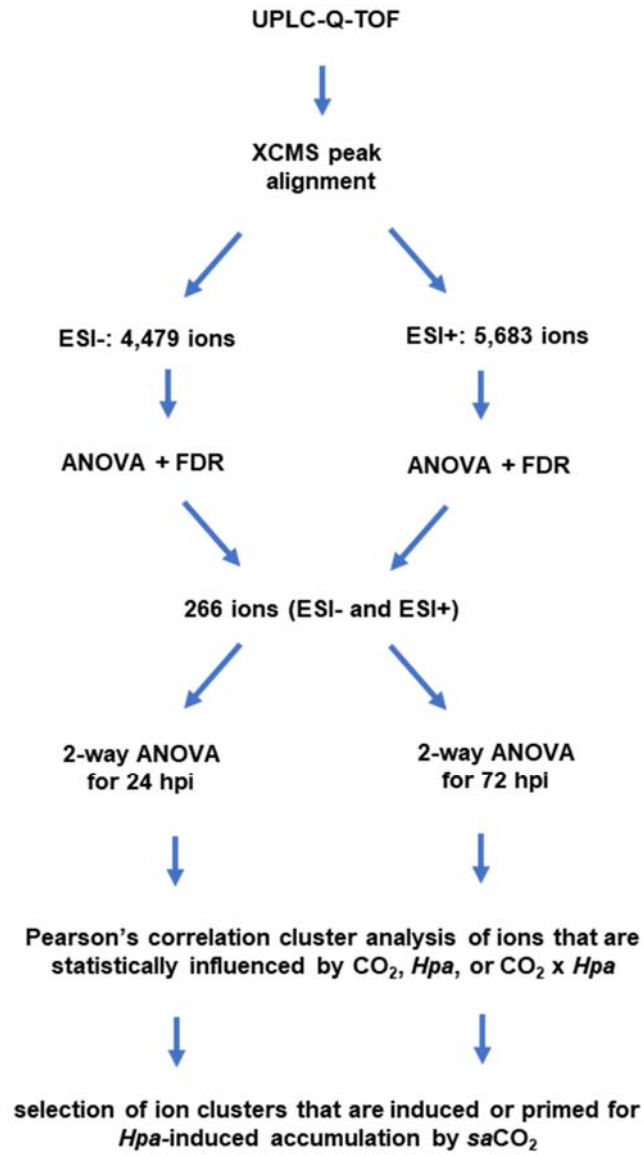 UPLC-Q-TOF
XCMS peak
alignment
ESI-: 4,479 ions
ESI+: 5,683 ions
ANOVA + FDR
ANOVA + FDR
266 ions (ESI- and ESI+)
2-way ANOVA
for 24 hpi
2-way ANOVA
for 72 hpi
Pearson's correlation cluster analysis of ions that are
statistically influenced by CO₂, Hpa, or CO₂ x Hpa
selection of ion clusters that are induced or primed for
Hpa-induced accumulation by saCO₂